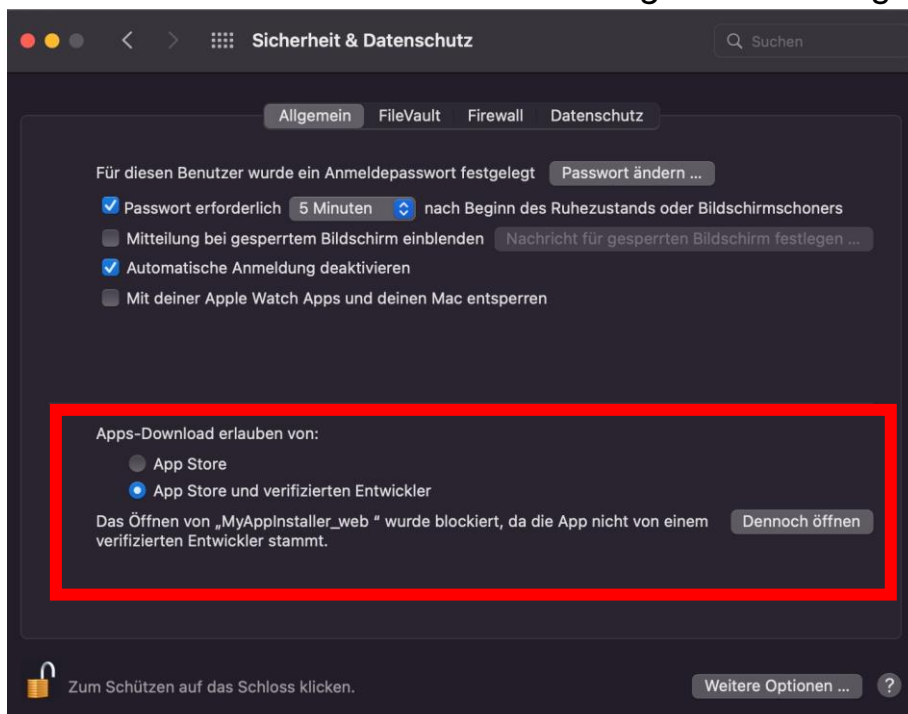 Sicherheit & Datenschutz
Suchen
Allgemein FileVault Firewall Datenschutz
Für diesen Benutzer wurde ein Anmeldepasswort festgelegt Passwort ändern ...
Passwort erforderlich 5 Minuten nach Beginn des Ruhezustands oder Bildschirmschoners
Mitteilung bei gesperrtem Bildschirm einblenden Nachricht für gesperrten Bildschirm festlegen ...
Automatische Anmeldung deaktivieren
Mit deiner Apple Watch Apps und deinen Mac entsperren
Apps-Download erlauben von:
App Store
App Store und verifizierten Entwickler
Das Öffnen von „MyAppInstaller_web “ wurde blockiert, da die App nicht von einem Dennoch öffnen
verifizierten Entwickler stammt.
Zum Schützen auf das Schloss klicken.
Weitere Optionen ... ?